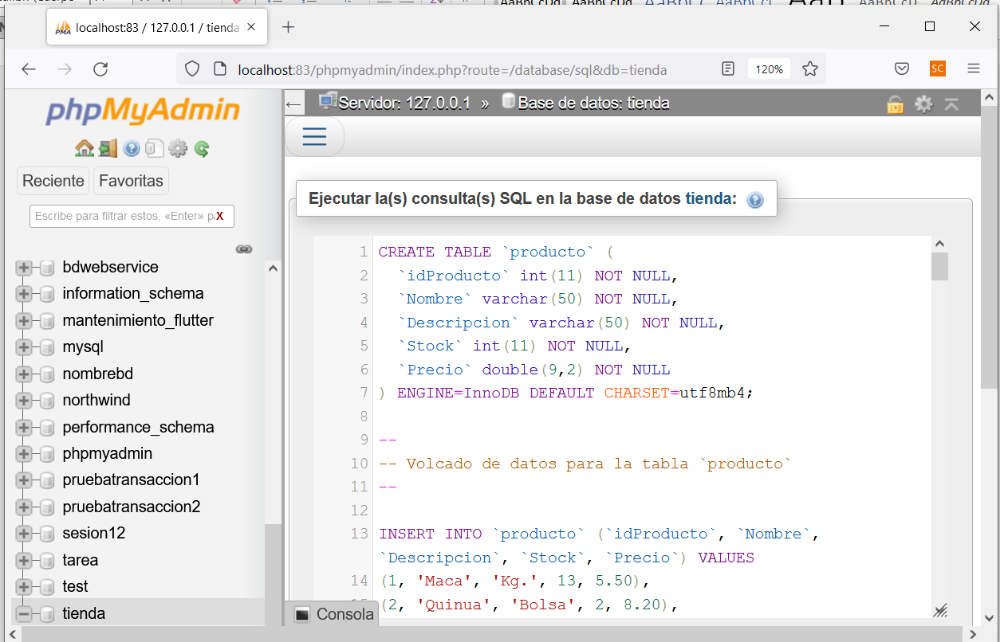 localhost:83 / 127.0.0.1 / tienda
localhost:83/phpmyadmin/index.php?route=/database/sql&db=tienda
120%
SC
phpMyAdmin
Reciente
Favoritas
Escribe para filtrar estos, «Enter»
X
bdwebservice
information_schema
mantenimiento_flutter
mysql
nombrebd
northwind
performance_schema
phpmyadmin
pruebatransaccion1
pruebatransaccion2
sesion12
tarea
test
tienda
Servidor: 127.0.0.1 » Base de datos: tienda
Ejecutar la(s) consulta(s) SQL en la base de datos tienda:
1 CREATE TABLE `producto` (
2 `idProducto` int(11) NOT NULL,
3 `Nombre` varchar(50) NOT NULL,
4 `Descripcion` varchar(50) NOT NULL,
5 `Stock` int(11) NOT NULL,
6 `Precio` double(9,2) NOT NULL
7 ) ENGINE=InnoDB DEFAULT CHARSET=utf8mb4;
8
9 --
10 -- Volcado de datos para la tabla `producto`
11 --
12
13 INSERT INTO `producto` (`idProducto`, `Nombre`,
`Descripcion`, `Stock`, `Precio`) VALUES
14 (1, 'Maca', 'Kg.', 13, 5.50),
(2, 'Quinua', 'Bolsa', 2, 8.20),
Consola